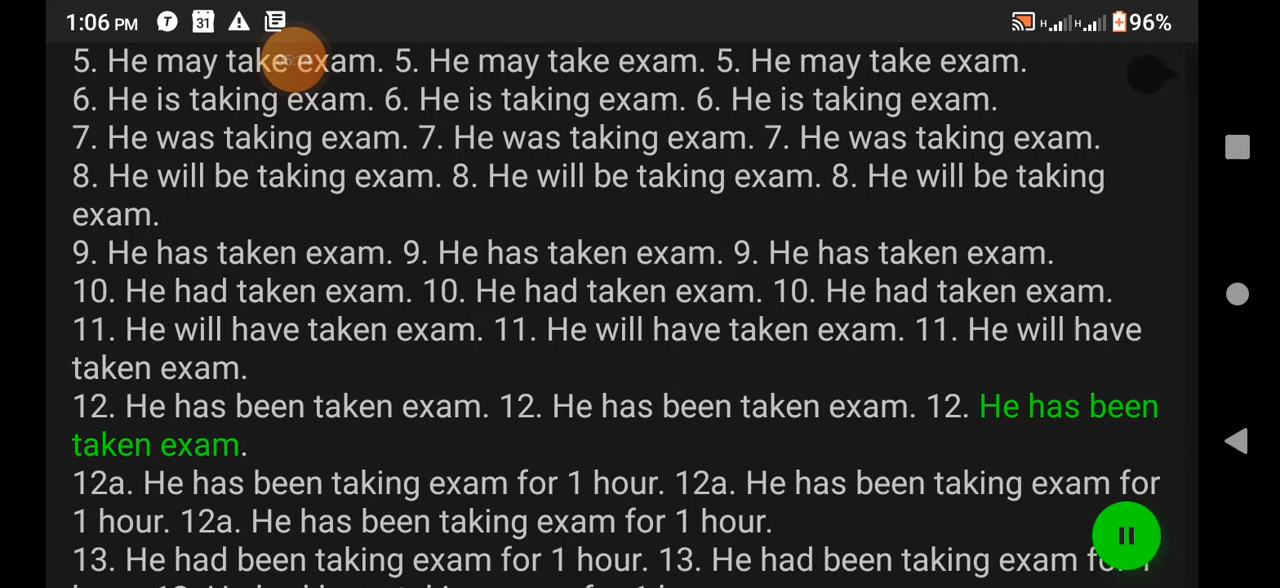 1:06 PM T 31 H H 96%
5. He may take exam. 5. He may take exam. 5. He may take exam.
6. He is taking exam. 6. He is taking exam. 6. He is taking exam.
7. He was taking exam. 7. He was taking exam. 7. He was taking exam.
8. He will be taking exam. 8. He will be taking exam. 8. He will be taking
exam.
9. He has taken exam. 9. He has taken exam. 9. He has taken exam.
10. He had taken exam. 10. He had taken exam. 10. He had taken exam.
11. He will have taken exam. 11. He will have taken exam. 11. He will have
taken exam.
12. He has been taken exam. 12. He has been taken exam. 12. He has been
taken exam.
12a. He has been taking exam for 1 hour. 12a. He has been taking exam for
1 hour. 12a. He has been taking exam for 1 hour.
13. He had been taking exam for 1 hour. 13. He had been taking exam